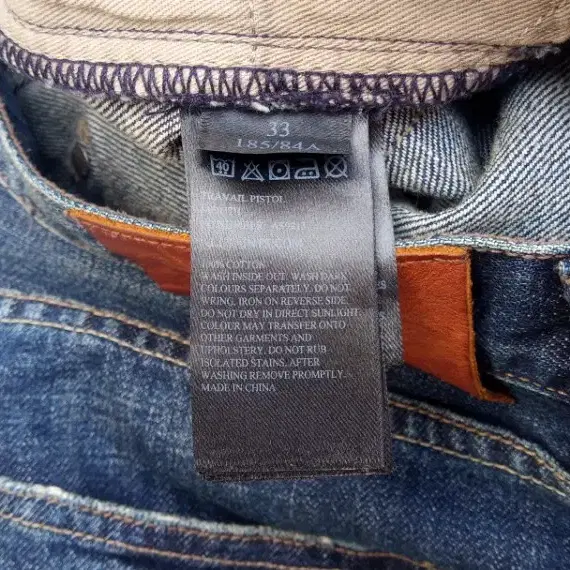 33
185/84A
40
TRAVAIL PISTOL
100% COTTON
WASH INSIDE OUT. WASH DARK
COLOURS SEPARATELY. DO NOT
WRING. IRON ON REVERSE SIDE.
DO NOT DRY IN DIRECT SUNLIGHT.
COLOUR MAY TRANSFER ONTO
OTHER GARMENTS AND
UPHOLSTERY. DO NOT RUB
ISOLATED STAINS. AFTER
WASHING REMOVE PROMPTLY.
MADE IN CHINA